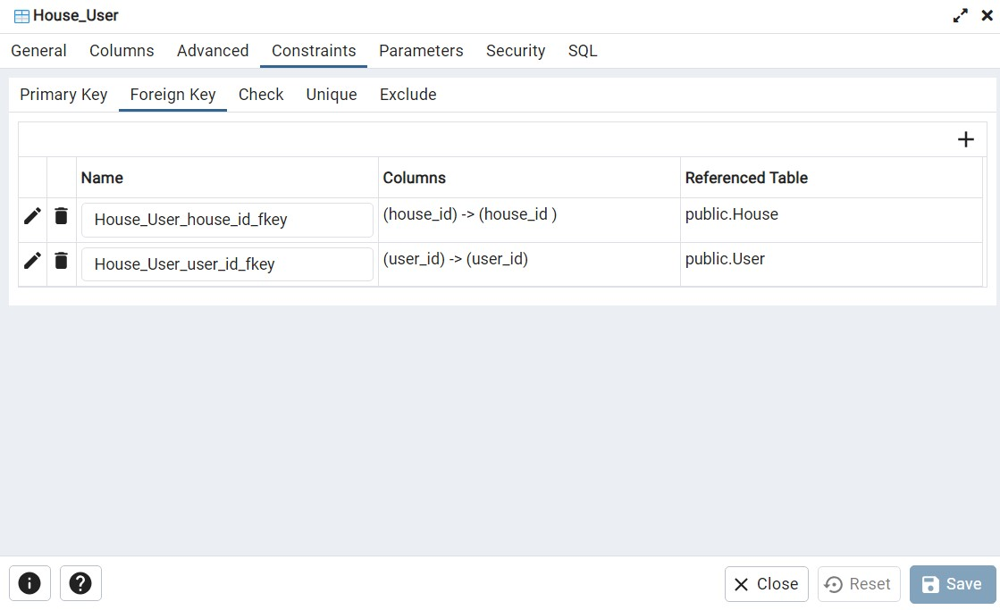 House_User
General Columns Advanced Constraints Parameters Security SQL
Primary Key Foreign Key Check Unique Exclude
Name Columns Referenced Table
House_User_house_id_fkey (house_id) -> (house_id ) public.House
House_User_user_id_fkey (user_id) -> (user_id) public.User
Close Reset Save